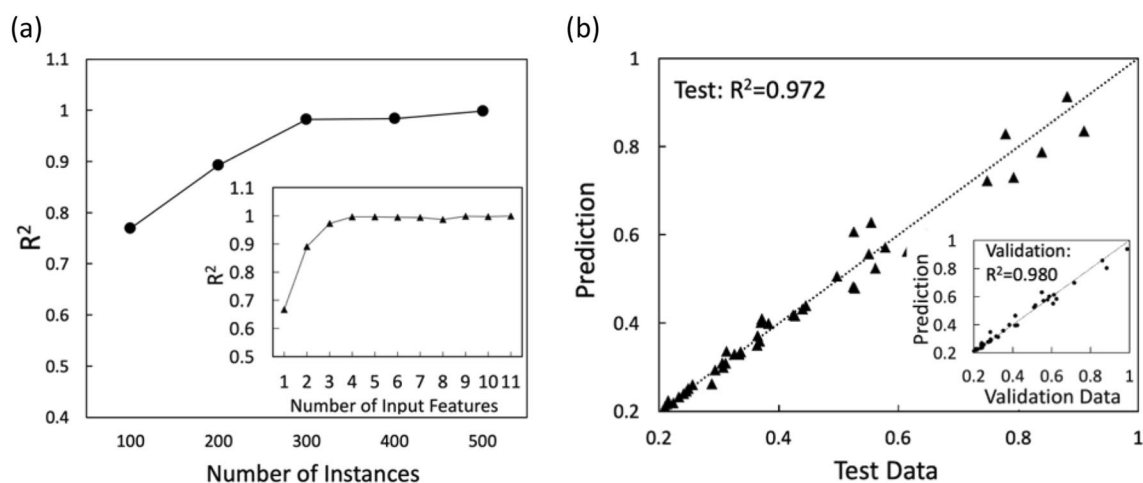 (a)
1.1
1
0.9
0.8
0.7
0.6
0.5
0.4
R²
100 200 300 400 500
Number of Instances
1.1
1
0.9
0.8
0.7
0.6
0.5
R²
1 2 3 4 5 6 7 8 9 10 11
Number of Input Features
(b)
1
0.8
0.6
0.4
0.2
Prediction
Test: R²=0.972
0.2 0.4 0.6 0.8 1
Test Data
1
0.8
0.6
0.4
0.2
Prediction
Validation:
R²=0.980
0.2 0.4 0.6 0.8 1
Validation Data